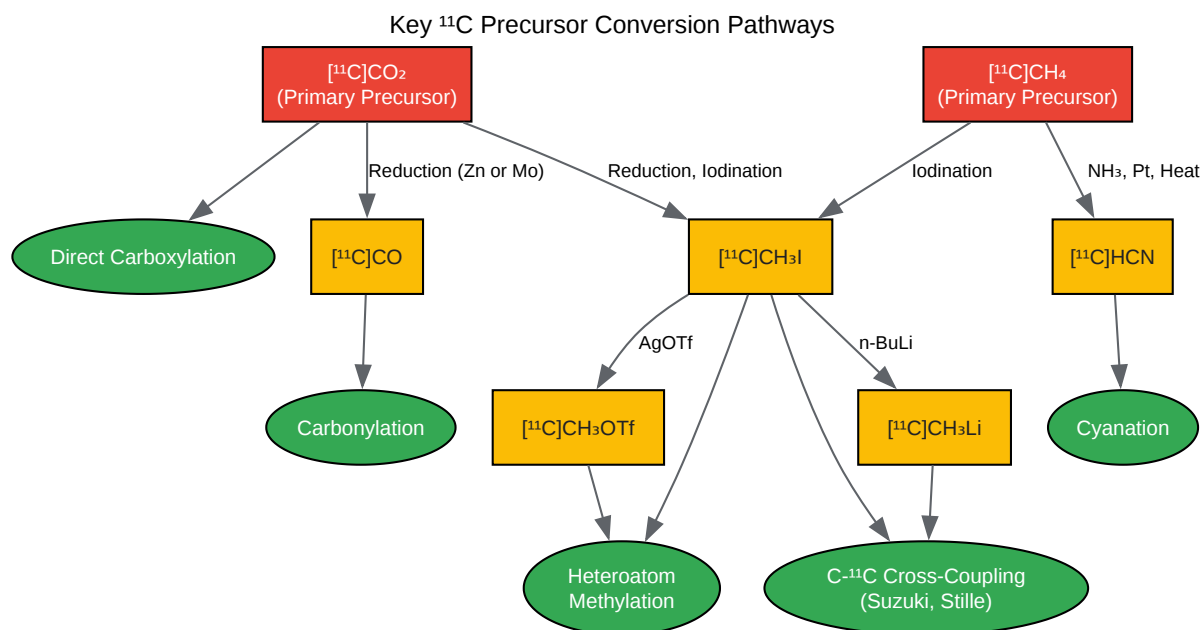 Key ¹¹C Precursor Conversion Pathways
[¹¹C]CO₂
(Primary Precursor)
[¹¹C]CH₄
(Primary Precursor)
Reduction (Zn or Mo)
Reduction, Iodination
Iodination
NH₃, Pt, Heat
Direct Carboxylation
[¹¹C]CO
[¹¹C]CH₃I
[¹¹C]HCN
AgOTf
n-BuLi
Carbonylation
[¹¹C]CH₃OTf
[¹¹C]CH₃Li
Cyanation
Heteroatom
Methylation
C-¹¹C Cross-Coupling
(Suzuki, Stille)